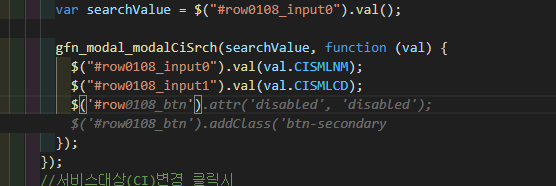 var searchValue = $("#row0108_input0").val();
gfn_modal_modalCiSrch(searchValue, function (val) {
$("#row0108_input0").val(val.CISMLNM);
$("#row0108_input1").val(val.CISMLCD);
$('#row0108_btn').attr('disabled', 'disabled');
$('#row0108_btn').addClass('btn-secondary
});
});
//서비스대상(CI)변경 클릭시